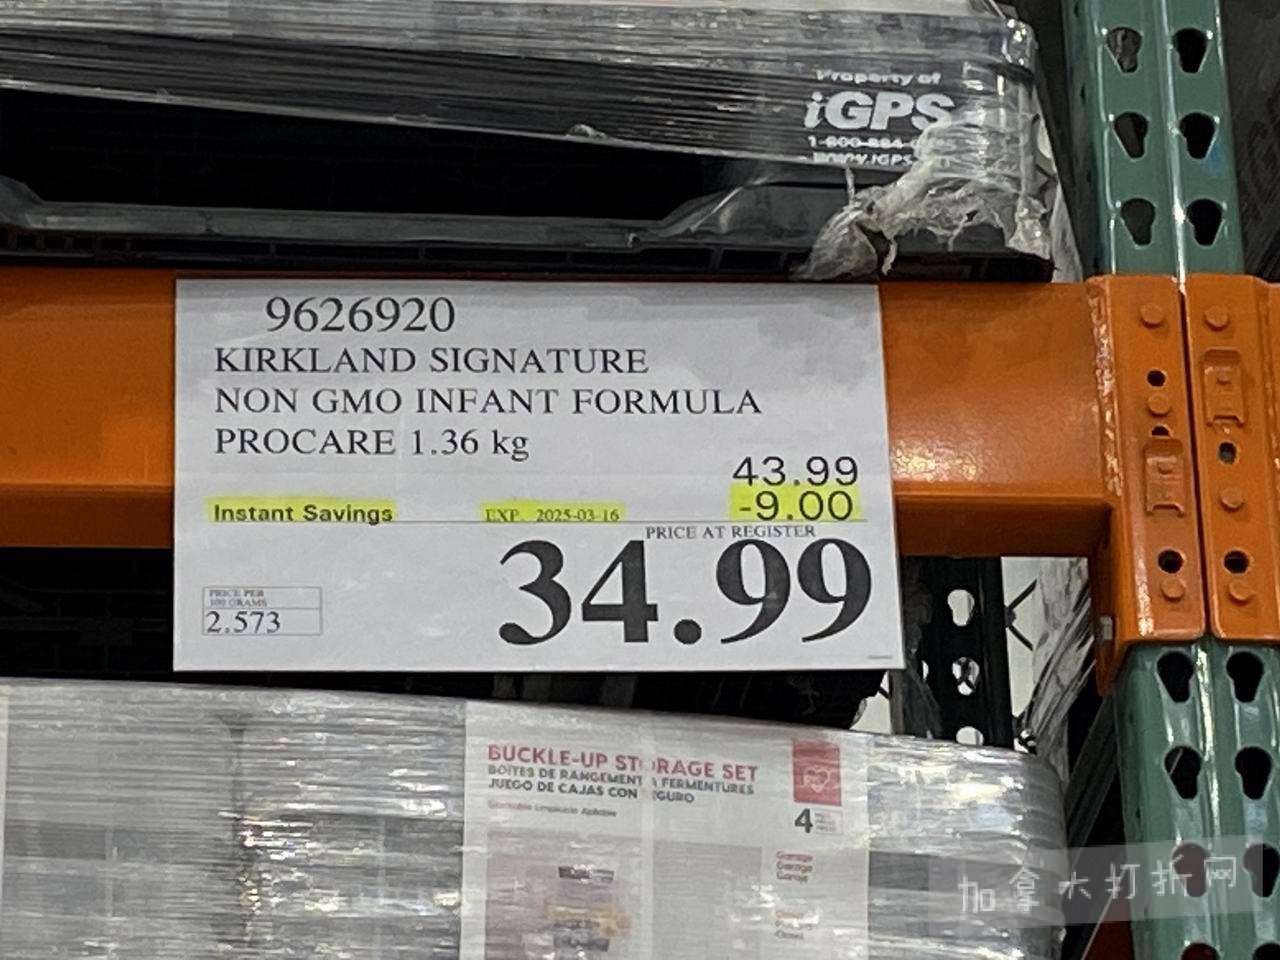 Property of
iGPS
9626920
KIRKLAND SIGNATURE
NON GMO INFANT FORMULA
PROCARE 1.36 kg
43.99
Instant Savings EXP. 2025-03-16 -9.00
PRICE AT REGISTER
34.99
PRICE PER
100 GRAMS
2.573
BUCKLE-UP STORAGE SET
BOÎTES DE RANGEMENT À FERMENTURES
JUEGO DE CAJAS CON SEGURO
4
加拿大打折网